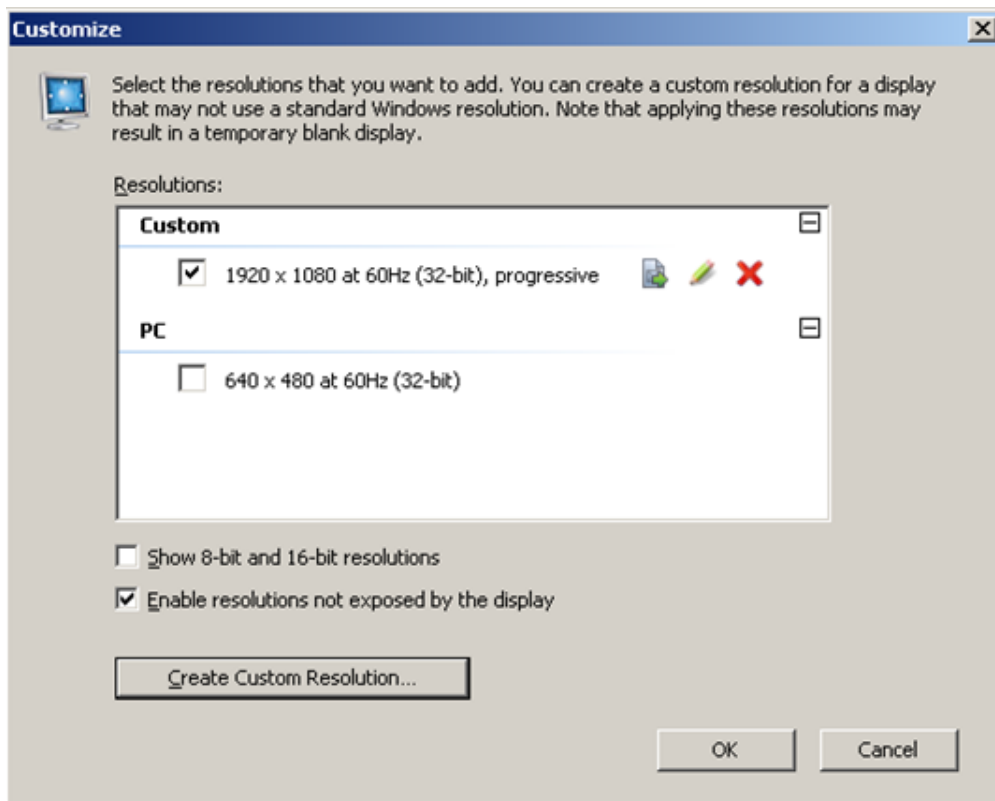 Customize
Select the resolutions that you want to add. You can create a custom resolution for a display
that may not use a standard Windows resolution. Note that applying these resolutions may
result in a temporary blank display.
Resolutions:
Custom
1920 x 1080 at 60Hz (32-bit), progressive
PC
640 x 480 at 60Hz (32-bit)
Show 8-bit and 16-bit resolutions
Enable resolutions not exposed by the display
Create Custom Resolution...
OK Cancel